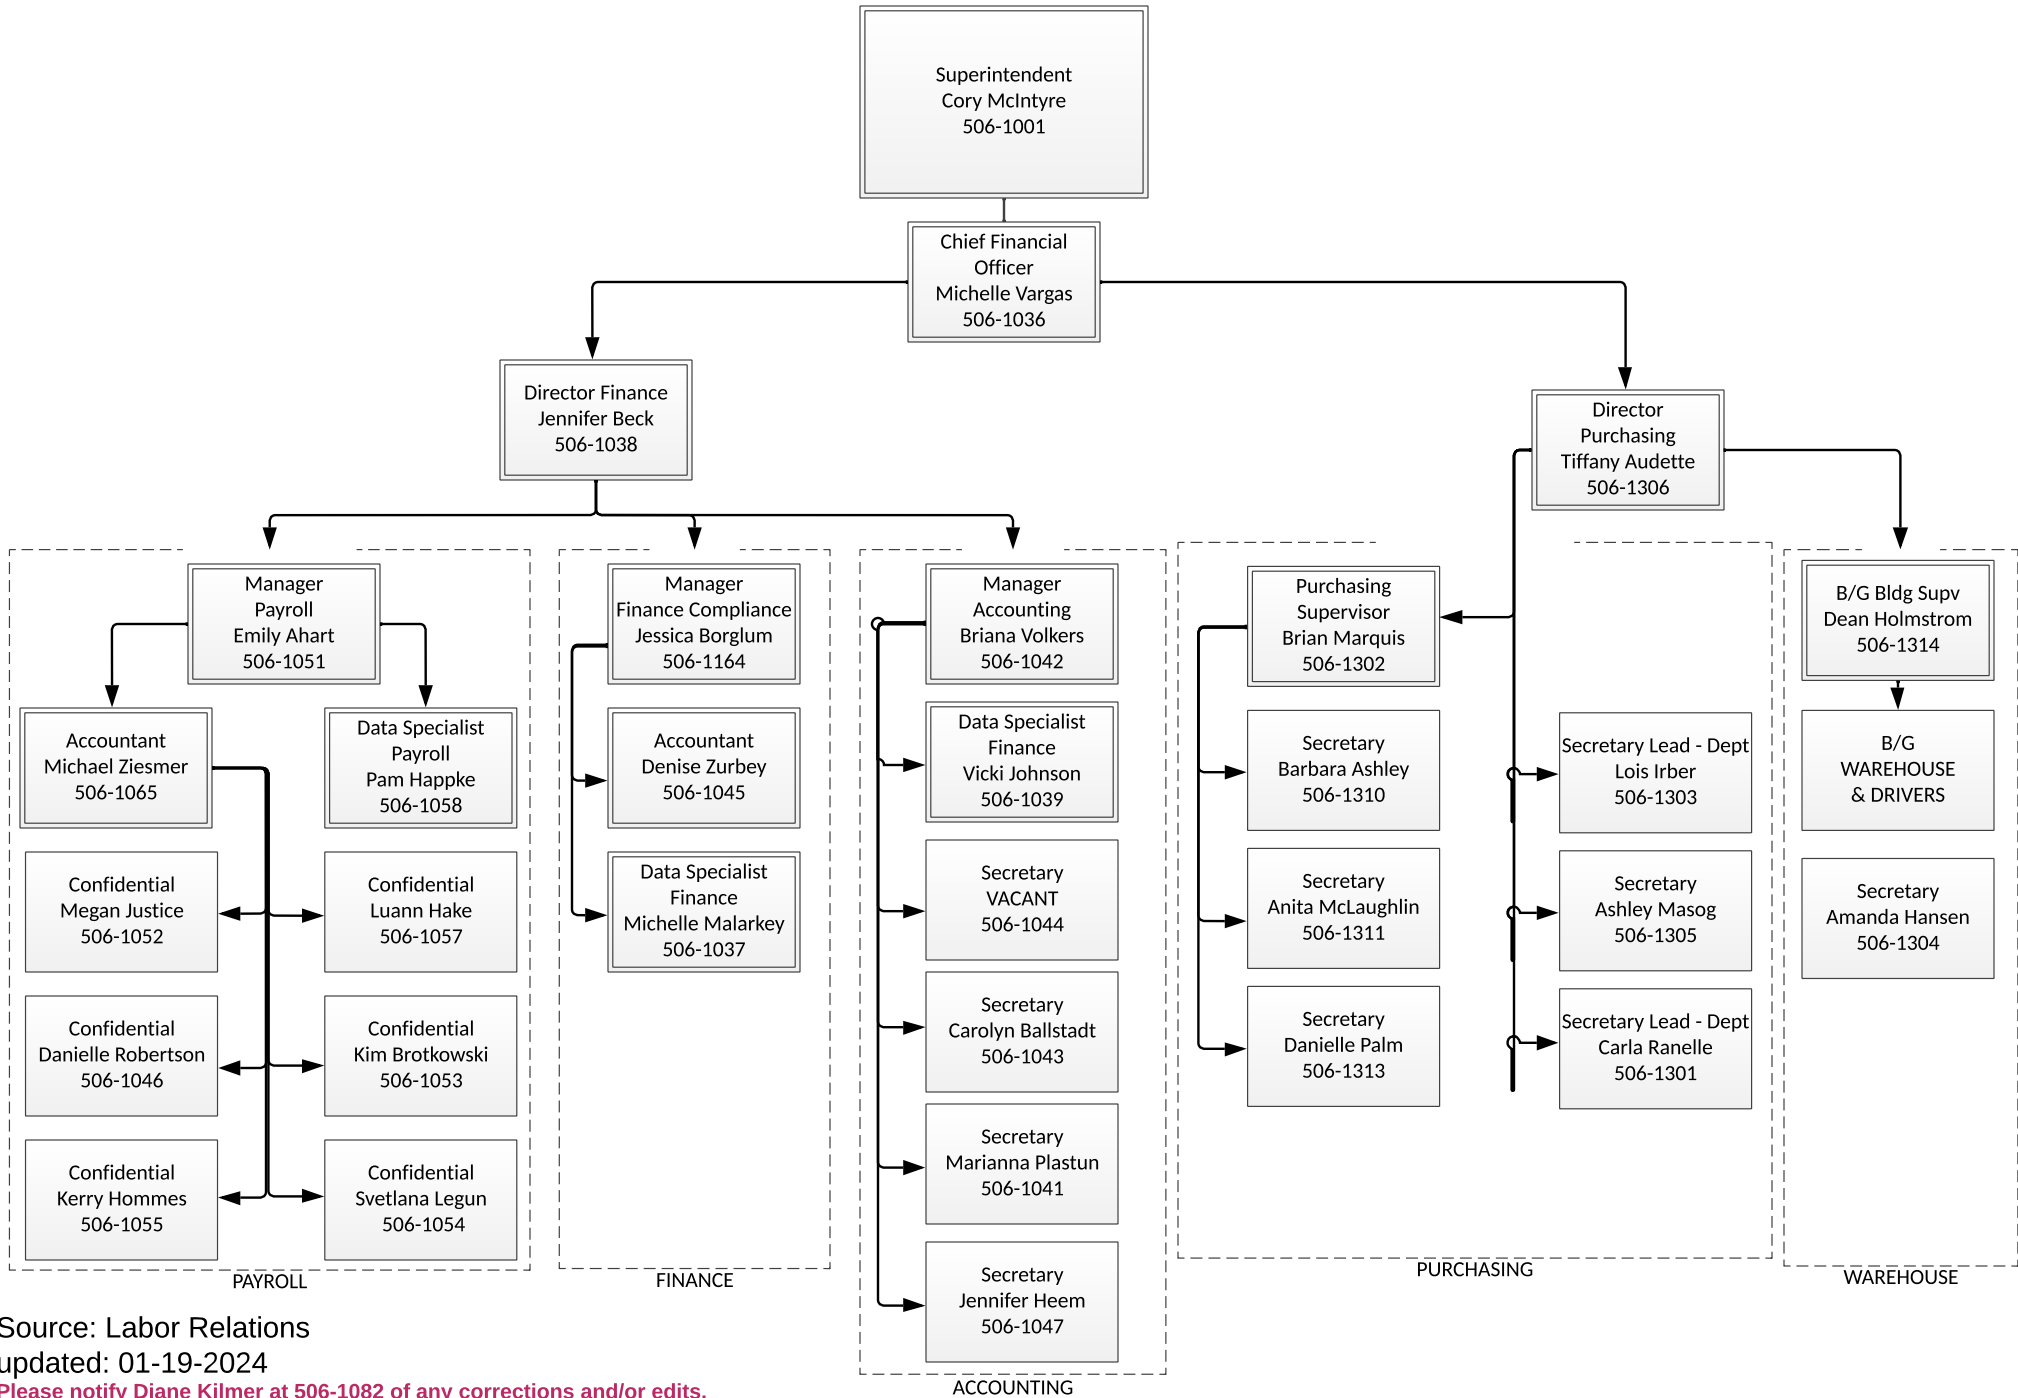 Superintendent
Cory McIntyre
506-1001
Chief Financial
Officer
Michelle Vargas
506-1036
Director Finance
Jennifer Beck
506-1038
Director
Purchasing
Tiffany Audette
506-1306
Manager
Payroll
Emily Ahart
506-1051
Accountant
Michael Ziesmer
506-1065
Data Specialist
Payroll
Pam Happke
506-1058
Confidential
Megan Justice
506-1052
Confidential
Luann Hake
506-1057
Confidential
Danielle Robertson
506-1046
Confidential
Kim Brotkowski
506-1053
Confidential
Kerry Hommes
506-1055
Confidential
Svetlana Legun
506-1054
PAYROLL
Manager
Finance Compliance
Jessica Borglum
506-1164
Accountant
Denise Zurbey
506-1045
Data Specialist
Finance
Michelle Malarkey
506-1037
FINANCE
Manager
Accounting
Briana Volkers
506-1042
Data Specialist
Finance
Vicki Johnson
506-1039
Secretary
VACANT
506-1044
Secretary
Carolyn Ballstadt
506-1043
Secretary
Marianna Plastun
506-1041
Secretary
Jennifer Heem
506-1047
ACCOUNTING
Purchasing
Supervisor
Brian Marquis
506-1302
Secretary
Barbara Ashley
506-1310
Secretary
Anita McLaughlin
506-1311
Secretary
Danielle Palm
506-1313
Secretary Lead - Dept
Lois Irber
506-1303
Secretary
Ashley Masog
506-1305
Secretary Lead - Dept
Carla Ranelle
506-1301
PURCHASING
B/G Bldg Supv
Dean Holmstrom
506-1314
B/G
WAREHOUSE
& DRIVERS
Secretary
Amanda Hansen
506-1304
WAREHOUSE
Source: Labor Relations
updated: 01-19-2024
Please notify Diane Kilmer at 506-1082 of any corrections and/or edits.